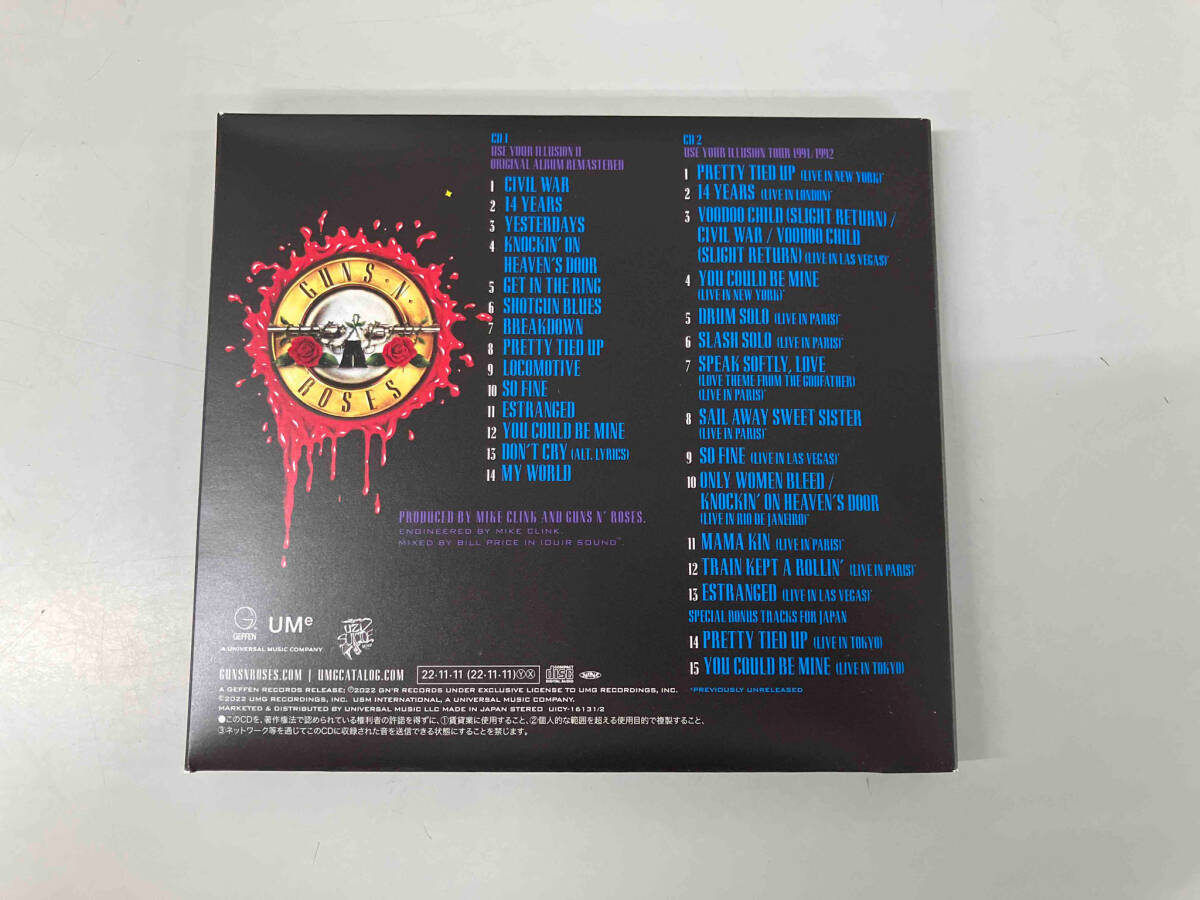 GUNS N'
ROSES
CD 1
USE YOUR ILLUSION II
ORIGINAL ALBUM REMASTERED
1 CIVIL WAR
2 14 YEARS
3 YESTERDAYS
4 KNOCKIN' ON
HEAVEN'S DOOR
5 GET IN THE RING
6 SHOTGUN BLUES
7 BREAKDOWN
8 PRETTY TIED UP
9 LOCOMOTIVE
10 SO FINE
11 ESTRANGED
12 YOU COULD BE MINE
13 DON'T CRY (ALT. LYRICS)
14 MY WORLD
PRODUCED BY MIKE CLINK AND GUNS N' ROSES.
ENGINEERED BY MIKE CLINK.
MIXED BY BILL PRICE IN (OUIR SOUND™.
CD 2
USE YOUR ILLUSION TOUR 1991/1992
1 PRETTY TIED UP (LIVE IN NEW YORK)*
2 14 YEARS (LIVE IN LONDON)*
3 VOODOO CHILD (SLIGHT RETURN) /
CIVIL WAR / VOODOO CHILD
(SLIGHT RETURN) (LIVE IN LAS VEGAS)*
4 YOU COULD BE MINE
(LIVE IN NEW YORK)*
5 DRUM SOLO (LIVE IN PARIS)*
6 SLASH SOLO (LIVE IN PARIS)*
7 SPEAK SOFTLY, LOVE
(LOVE THEME FROM THE GODFATHER)
(LIVE IN PARIS)*
8 SAIL AWAY SWEET SISTER
(LIVE IN PARIS)*
9 SO FINE (LIVE IN LAS VEGAS)*
10 ONLY WOMEN BLEED /
KNOCKIN' ON HEAVEN'S DOOR
(LIVE IN RIO DE JANEIRO)*
11 MAMA KIN (LIVE IN PARIS)*
12 TRAIN KEPT A ROLLIN' (LIVE IN PARIS)*
13 ESTRANGED (LIVE IN LAS VEGAS)*
SPECIAL BONUS TRACKS FOR JAPAN
14 PRETTY TIED UP (LIVE IN TOKYO)
15 YOU COULD BE MINE (LIVE IN TOKYO)
*PREVIOUSLY UNRELEASED
G
GEFFEN
UMe
UZI
SUICIDE
A UNIVERSAL MUSIC COMPANY
GUNSNROSES.COM | UMGCATALOG.COM
22・11・11 (22・11・11) Ⓨ Ⓧ
COMPACT
disc
DIGITAL AUDIO
A GEFFEN RECORDS RELEASE; ℗2022 GN'R RECORDS UNDER EXCLUSIVE LICENSE TO UMG RECORDINGS, INC.
©2022 UMG RECORDINGS, INC. USM INTERNATIONAL, A UNIVERSAL MUSIC COMPANY.
MARKETED & DISTRIBUTED BY UNIVERSAL MUSIC LLC MADE IN JAPAN STEREO UICY-16131/2
●このCDを、著作権法で認められている権利者の許諾を得ずに、①賃貸業に使用すること、②個人的な範囲を超える使用目的で複製すること、
③ネットワーク等を通じてこのCDに収録された音を送信できる状態にすることを禁じます。